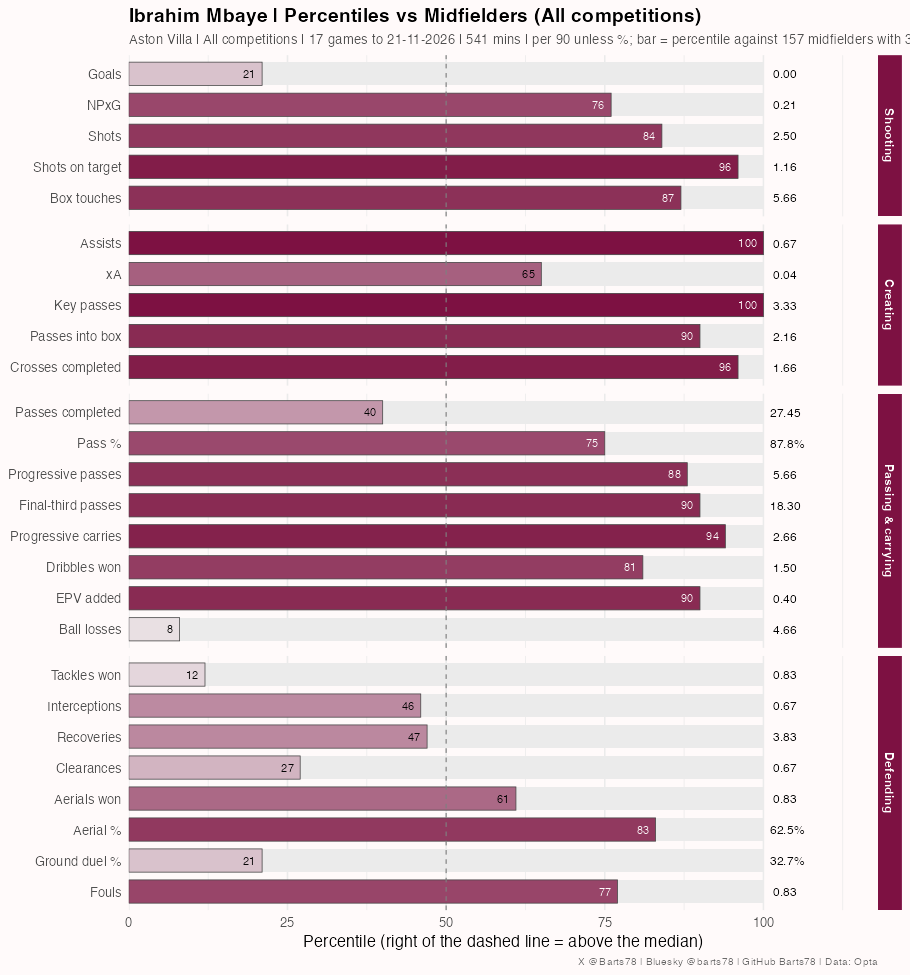 Ibrahim Mbaye | Percentiles vs Midfielders (All competitions)
Aston Villa | All competitions | 17 games to 21-11-2026 | 541 mins | per 90 unless %; bar = percentile against 157 midfielders with 3
Goals 21 0.00
NPxG 76 0.21
Shots 84 2.50
Shots on target 96 1.16
Box touches 87 5.66
Shooting
Assists 100 0.67
xA 65 0.04
Key passes 100 3.33
Passes into box 90 2.16
Crosses completed 96 1.66
Creating
Passes completed 40 27.45
Pass % 75 87.8%
Progressive passes 88 5.66
Final-third passes 90 18.30
Progressive carries 94 2.66
Dribbles won 81 1.50
EPV added 90 0.40
Ball losses 8 4.66
Passing & carrying
Tackles won 12 0.83
Interceptions 46 0.67
Recoveries 47 3.83
Clearances 27 0.67
Aerials won 61 0.83
Aerial % 83 62.5%
Ground duel % 21 32.7%
Fouls 77 0.83
Defending
0 25 50 75 100
Percentile (right of the dashed line = above the median)
X @Barts78 | Bluesky @barts78 | GitHub Barts78 | Data: Opta